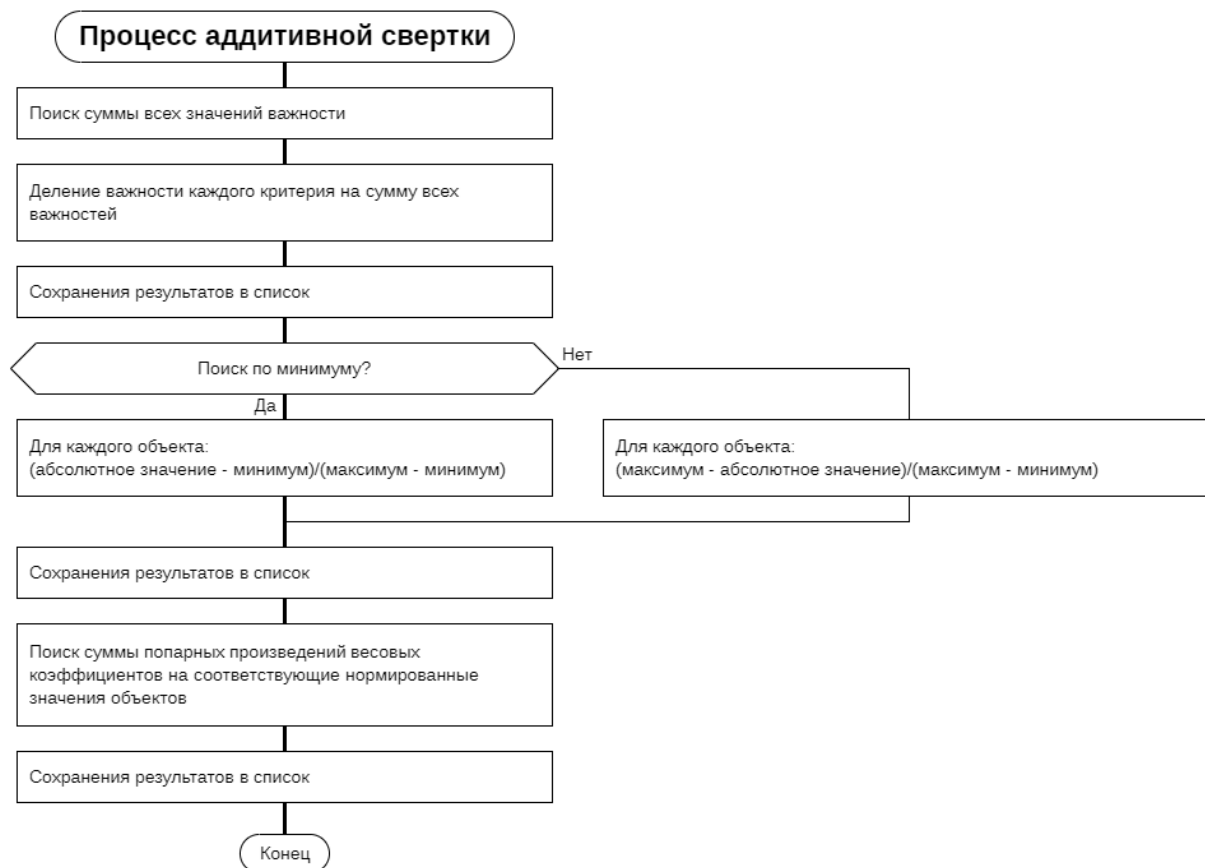 Процесс аддитивной свертки
Поиск суммы всех значений важности
Деление важности каждого критерия на сумму всех
важностей
Сохранения результатов в список
Поиск по минимуму?
Нет
Да
Для каждого объекта:
(абсолютное значение - минимум)/(максимум - минимум)
Для каждого объекта:
(максимум - абсолютное значение)/(максимум - минимум)
Сохранения результатов в список
Поиск суммы попарных произведений весовых
коэффициентов на соответствующие нормированные
значения объектов
Сохранения результатов в список
Конец